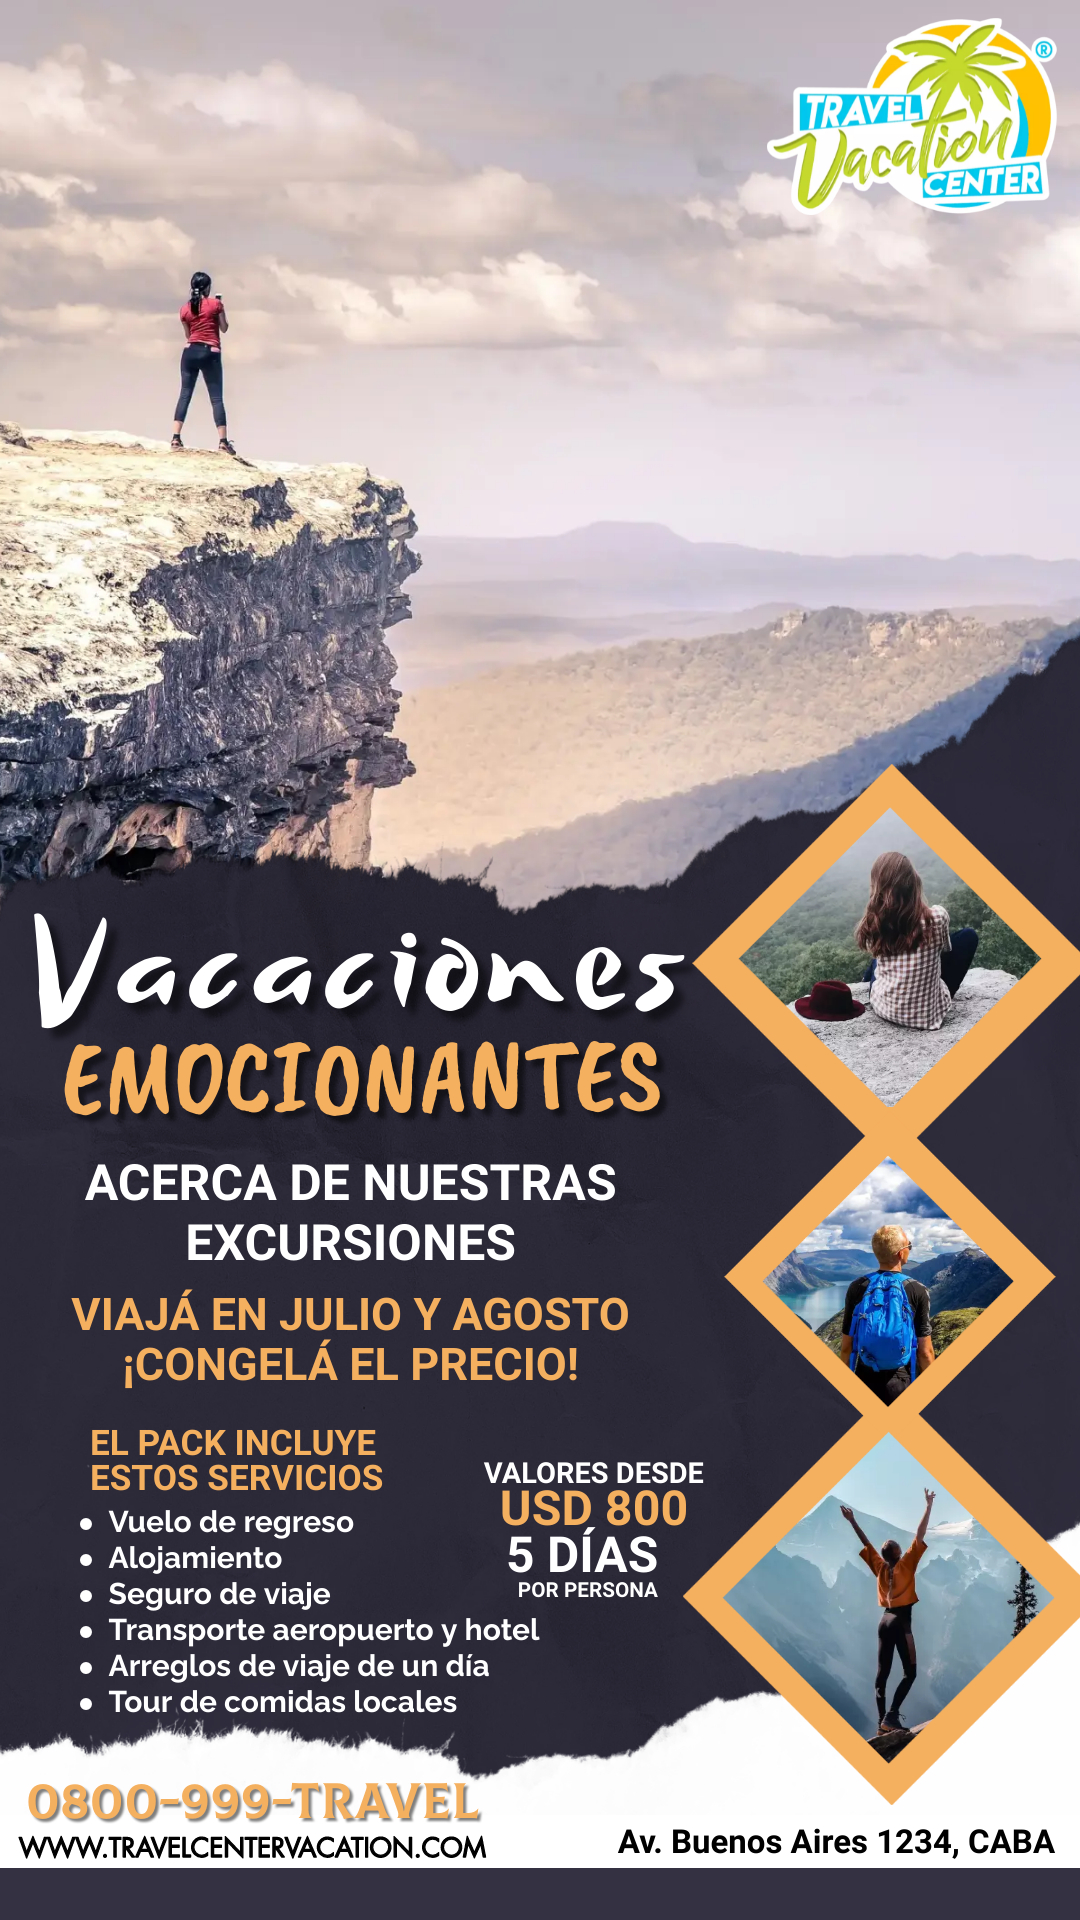 TRAVEL
Vacation
CENTER
®
Vacaciones
EMOCIONANTES
ACERCA DE NUESTRAS
EXCURSIONES
VIAJÁ EN JULIO Y AGOSTO
¡CONGELÁ EL PRECIO!
EL PACK INCLUYE
ESTOS SERVICIOS
• Vuelo de regreso
• Alojamiento
• Seguro de viaje
• Transporte aeropuerto y hotel
• Arreglos de viaje de un día
• Tour de comidas locales
VALORES DESDE
USD 800
5 DÍAS
POR PERSONA
0800-999-TRAVEL
WWW.TRAVELCENTERVACATION.COM
Av. Buenos Aires 1234, CABA